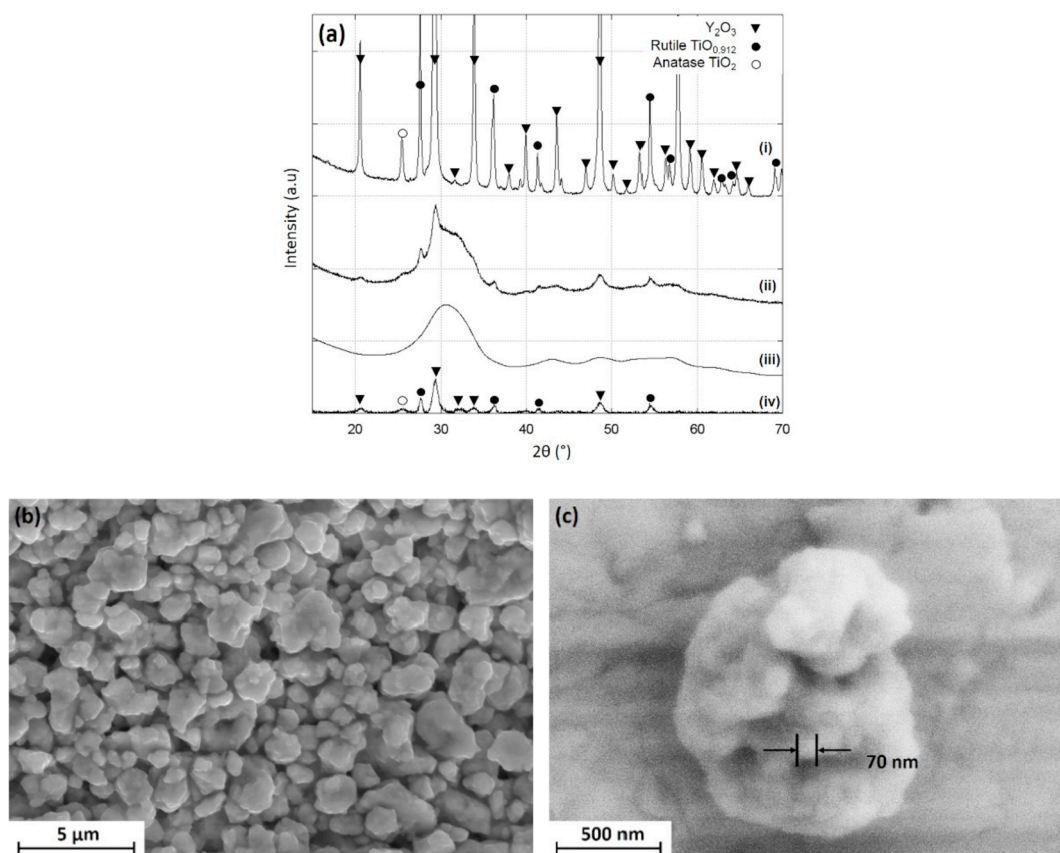 (a)
Y2O3 ▼
Rutile TiO0.912 ●
Anatase TiO2 ○
(i)
(ii)
(iii)
(iv)
Intensity (a.u)
20 30 40 50 60 70
2θ (°)
(b)
5 µm
(c)
70 nm
500 nm